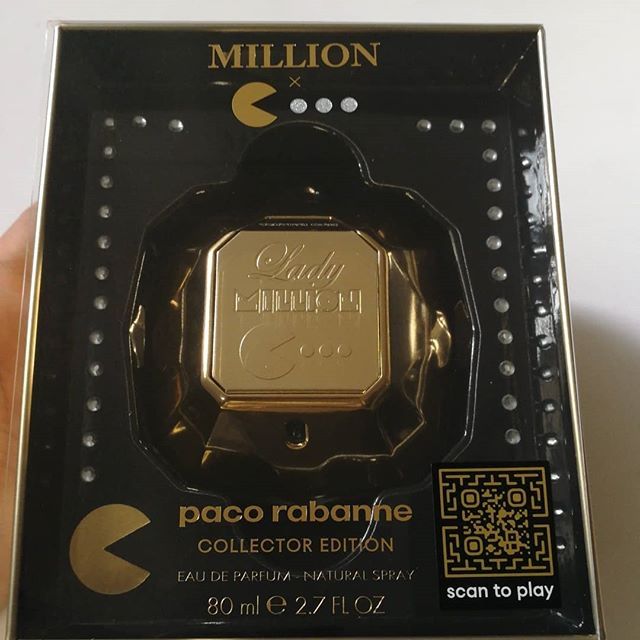 MILLION
×
Lady
MILLION
paco rabanne
COLLECTOR EDITION
EAU DE PARFUM - NATURAL SPRAY
80 ml e 2.7 FL OZ
scan to play